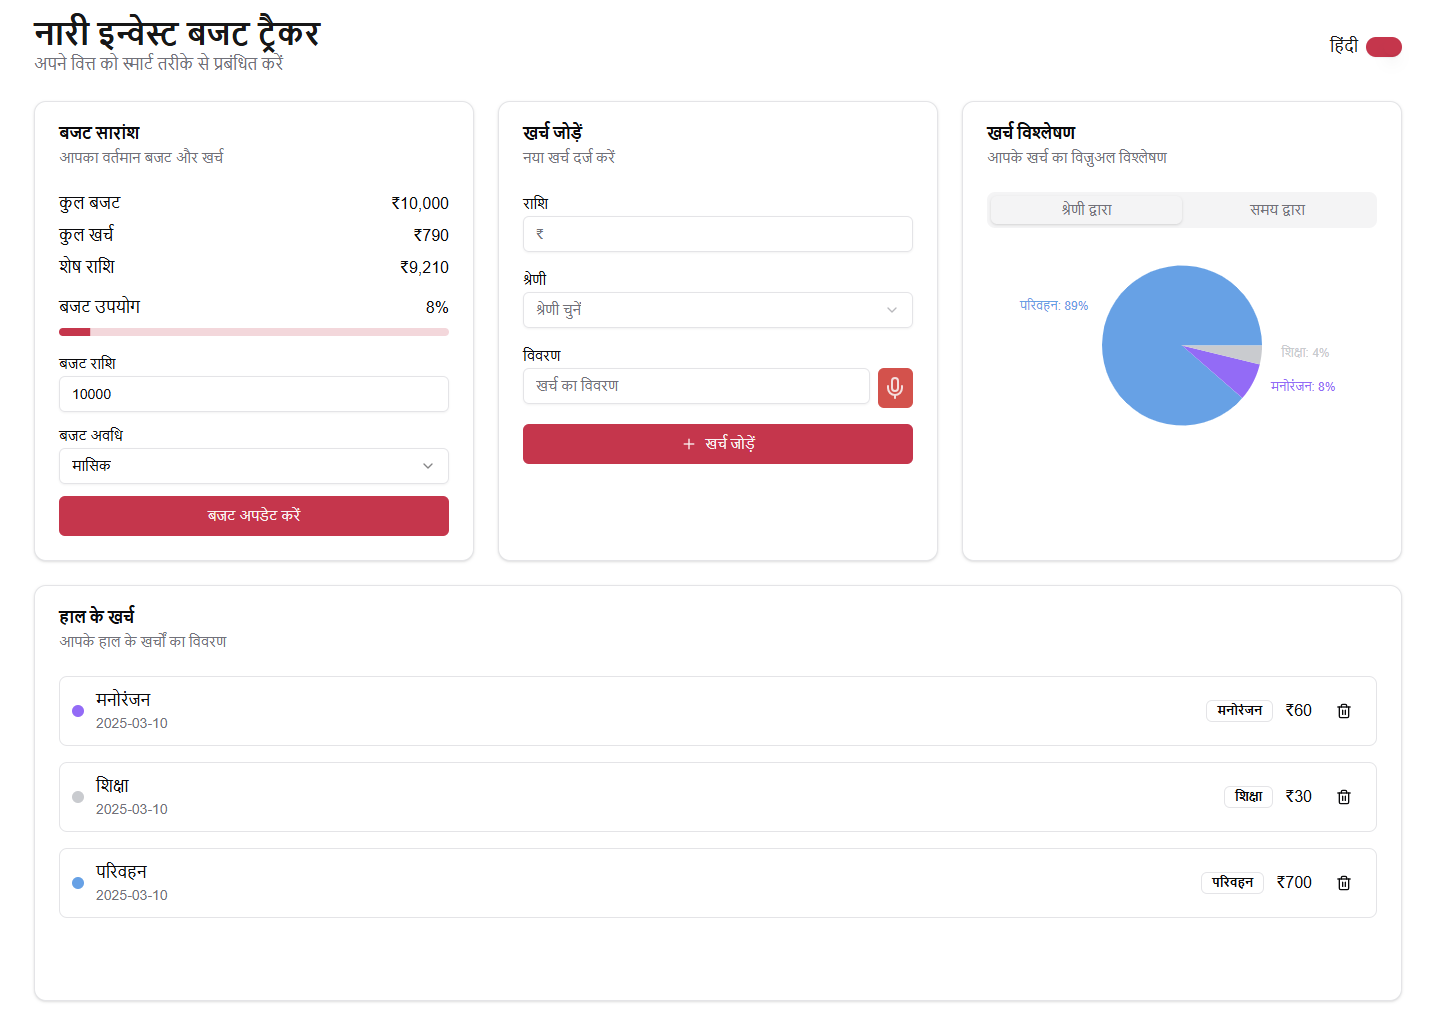 नारी इन्वेस्ट बजट ट्रैकर
अपने वित्त को स्मार्ट तरीके से प्रबंधित करें
हिंदी
बजट सारांश
आपका वर्तमान बजट और खर्च
कुल बजट ₹10,000
कुल खर्च ₹790
शेष राशि ₹9,210
बजट उपयोग 8%
बजट राशि
10000
बजट अवधि
मासिक
बजट अपडेट करें
खर्च जोड़ें
नया खर्च दर्ज करें
राशि
₹
श्रेणी
श्रेणी चुनें
विवरण
खर्च का विवरण
+ खर्च जोड़ें
खर्च विश्लेषण
आपके खर्च का विज़ुअल विश्लेषण
श्रेणी द्वारा समय द्वारा
परिवहन: 89%
शिक्षा: 4%
मनोरंजन: 8%
हाल के खर्च
आपके हाल के खर्चों का विवरण
मनोरंजन
2025-03-10
मनोरंजन ₹60
शिक्षा
2025-03-10
शिक्षा ₹30
परिवहन
2025-03-10
परिवहन ₹700